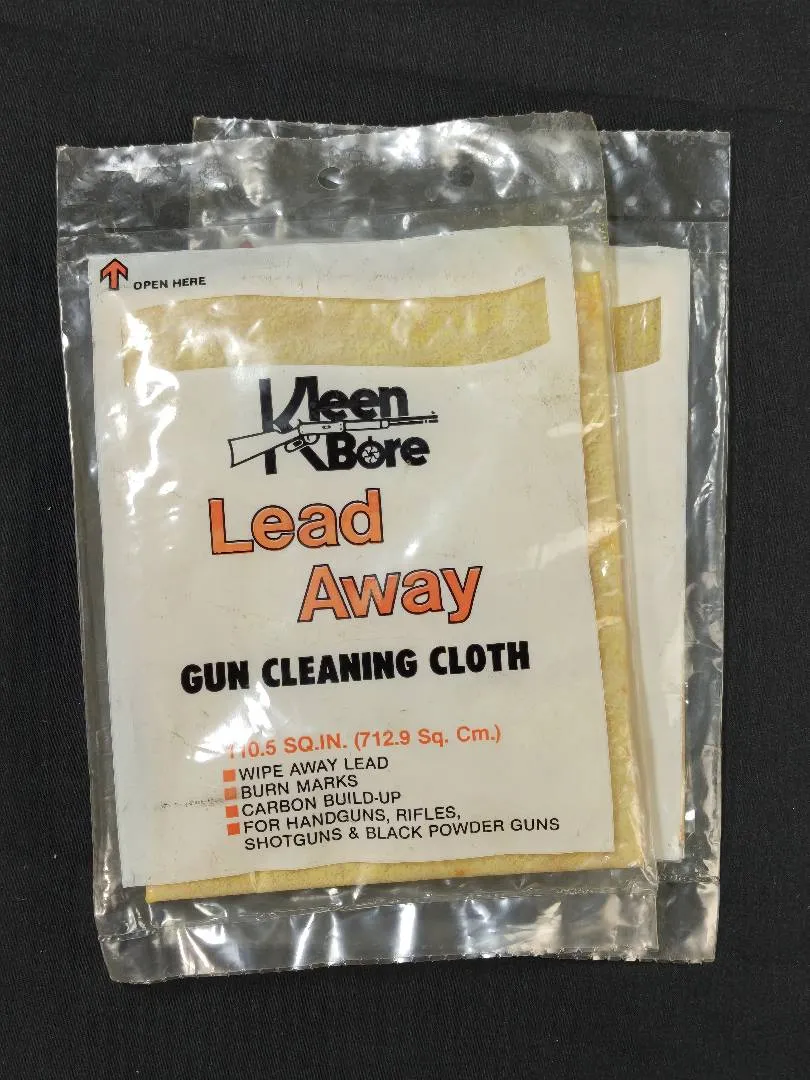 OPEN HERE
Kleen
Bore
Lead
Away
GUN CLEANING CLOTH
110.5 SQ.IN. (712.9 Sq. Cm.)
WIPE AWAY LEAD
BURN MARKS
CARBON BUILD-UP
FOR HANDGUNS, RIFLES,
SHOTGUNS & BLACK POWDER GUNS